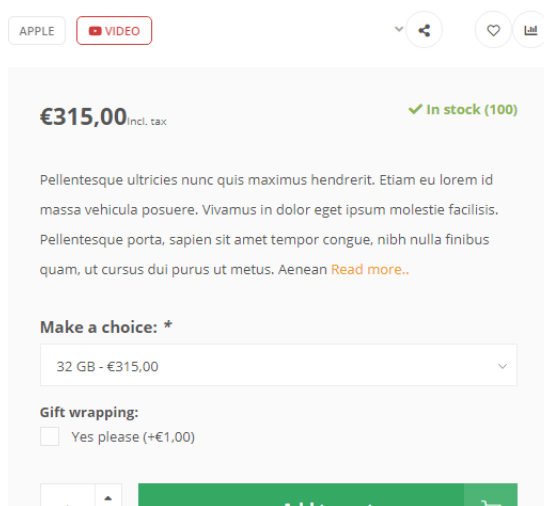 APPLE
VIDEO
€315,00 Incl. tax
In stock (100)
Pellentesque ultricies nunc quis maximus hendrerit. Etiam eu lorem id
massa vehicula posuere. Vivamus in dolor eget ipsum molestie facilisis.
Pellentesque porta, sapien sit amet tempor congue, nibh nulla finibus
quam, ut cursus dui purus ut metus. Aenean Read more..
Make a choice: *
32 GB - €315,00
Gift wrapping:
Yes please (+€1,00)